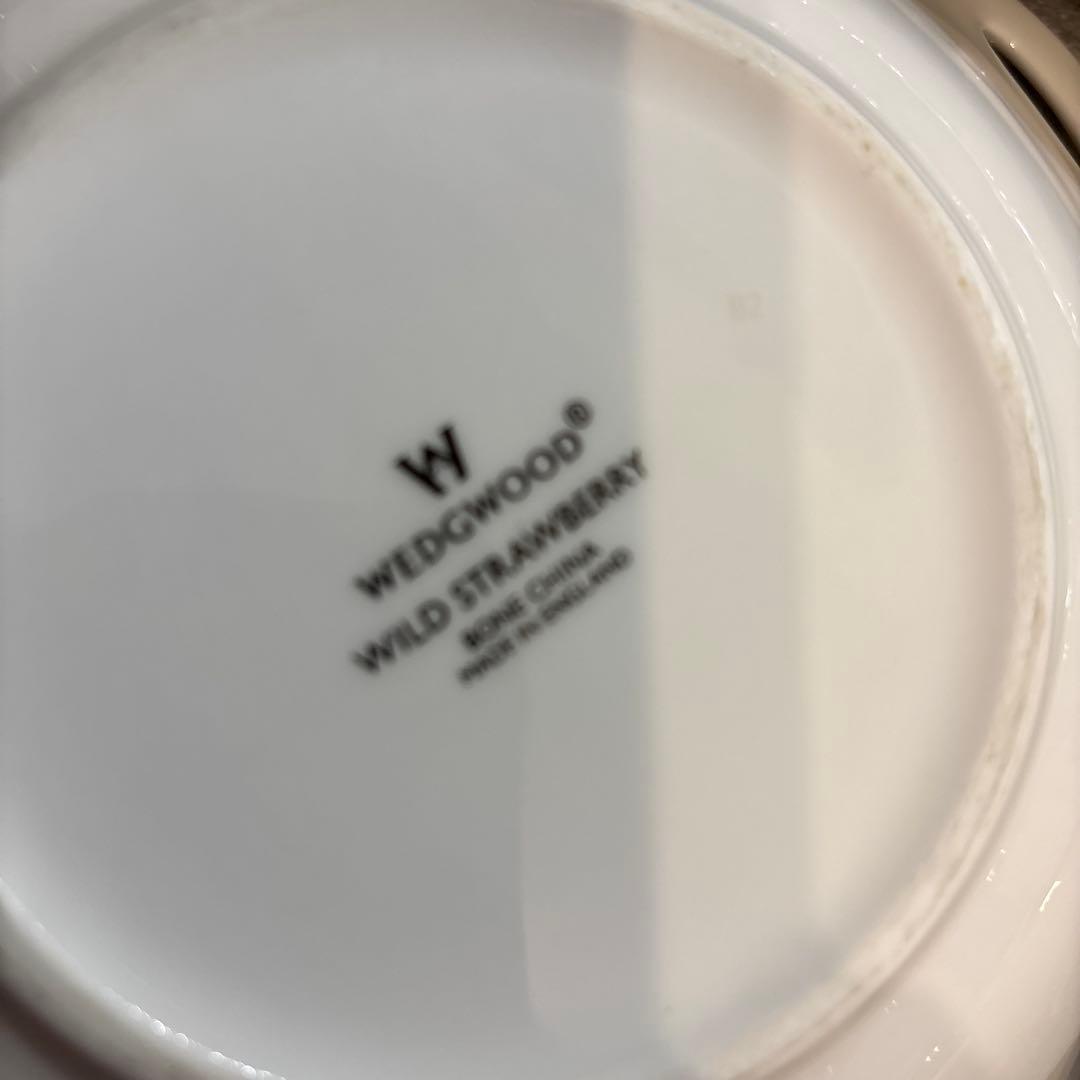 W
WEDGWOOD®
WILD STRAWBERRY
BONE CHINA
MADE IN ENGLAND